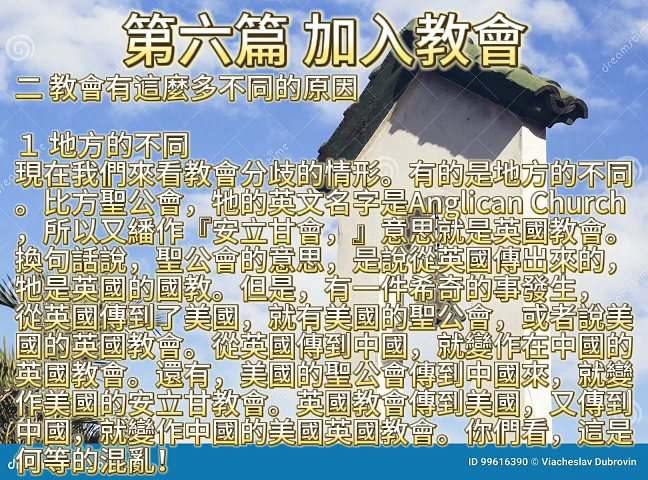 第六篇 加入教會
二 教會有這麼多不同的原因
１ 地方的不同
現在我們來看教會分歧的情形。有的是地方的不同
。比方聖公會，牠的英文名字是Anglican Church
，所以又繙作『安立甘會，』意思就是英國教會。
換句話說，聖公會的意思，是說從英國傳出來的，
牠是英國的國教。但是，有一件希奇的事發生，
從英國傳到了美國，就有美國的聖公會，或者說美
國的英國教會。從英國傳到中國，就變作在中國的
英國教會。還有，美國的聖公會傳到中國來，就變
作美國的安立甘教會。英國教會傳到美國，又傳到
中國，就變作中國的美國英國教會。你們看，這是
何等的混亂！
ID 99616390 © Viacheslav Dubrovin